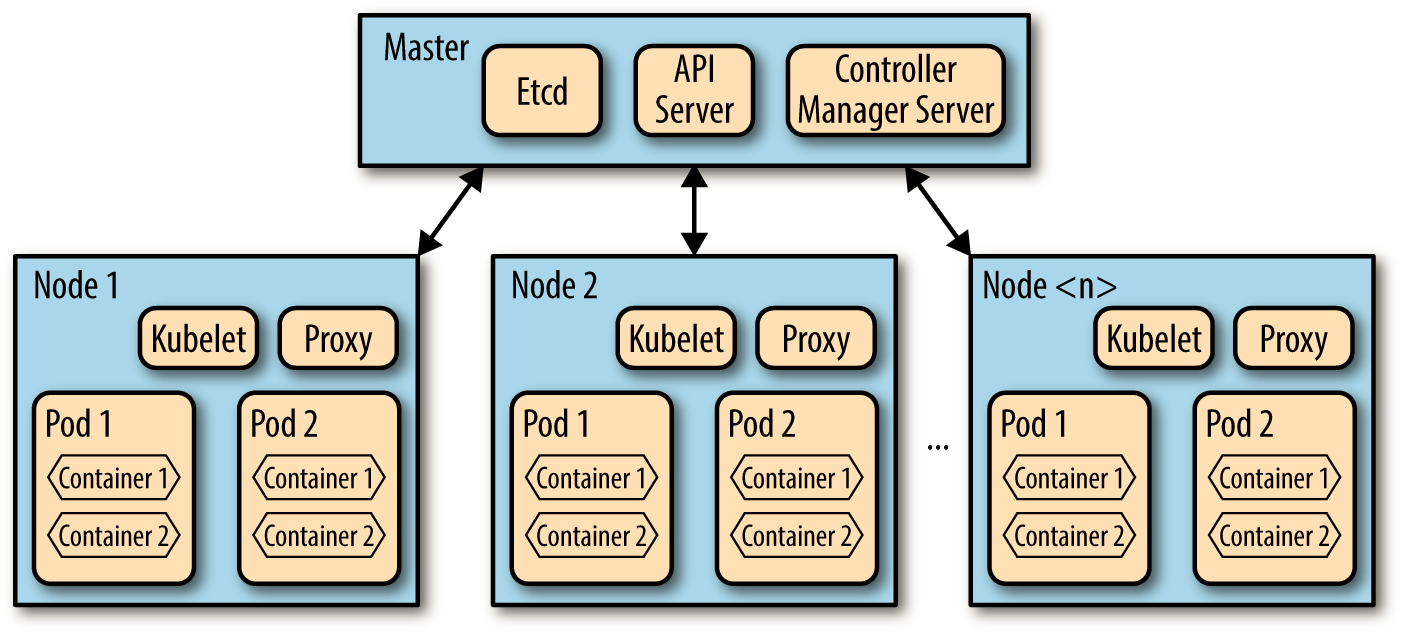 Master
Etcd
API
Server
Controller
Manager Server
Node 1
Kubelet
Proxy
Pod 1
Container 1
Container 2
Pod 2
Container 1
Container 2
Node 2
Kubelet
Proxy
Pod 1
Container 1
Container 2
Pod 2
Container 1
Container 2
...
Node <n>
Kubelet
Proxy
Pod 1
Container 1
Container 2
Pod 2
Container 1
Container 2